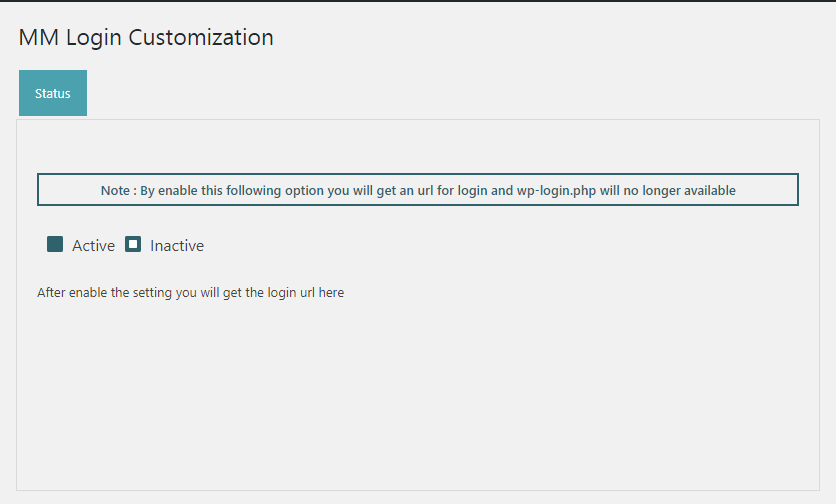 MM Login Customization
Status
Note : By enable this following option you will get an url for login and wp-login.php will no longer available
Active Inactive
After enable the setting you will get the login url here